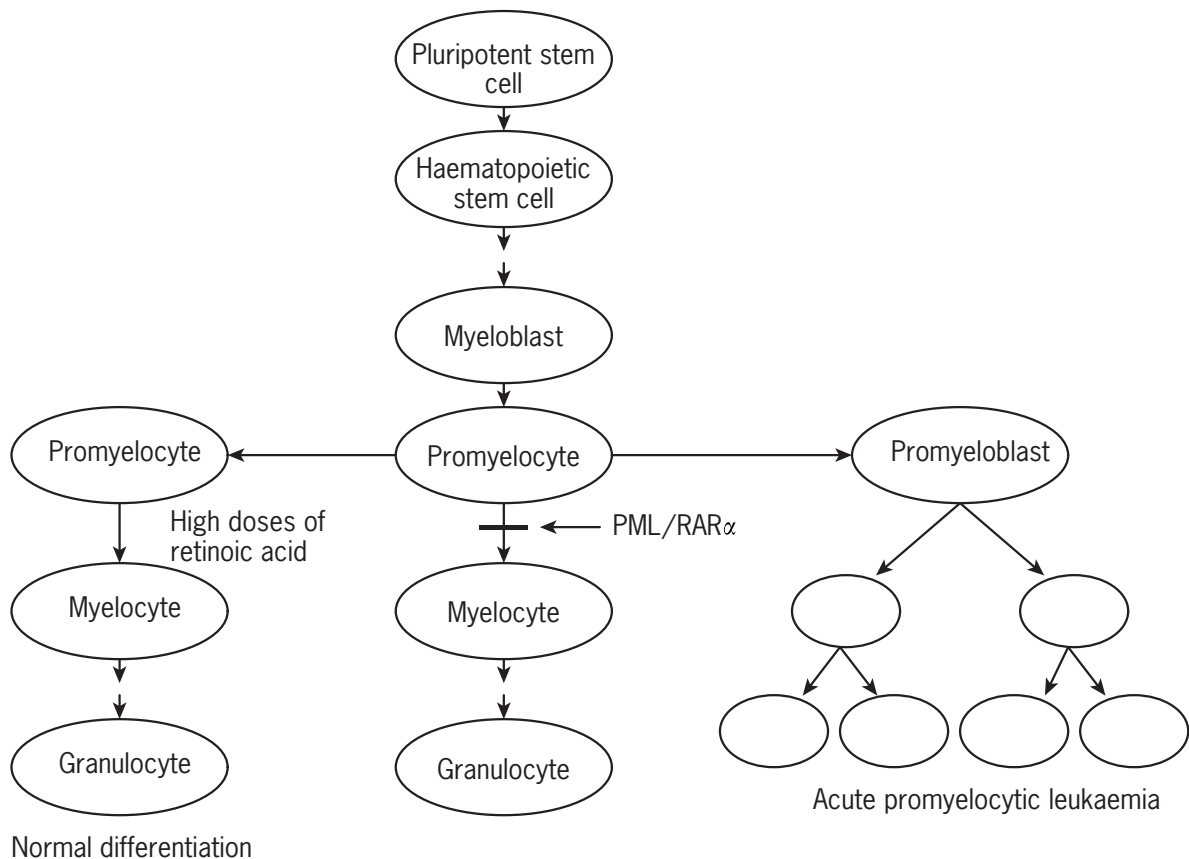 Pluripotent stem
cell
Haematopoietic
stem cell
Myeloblast
Promyelocyte
Promyelocyte
Promyeloblast
High doses of
retinoic acid
PML/RARα
Myelocyte
Myelocyte
Granulocyte
Granulocyte
Acute promyelocytic leukaemia
Normal differentiation